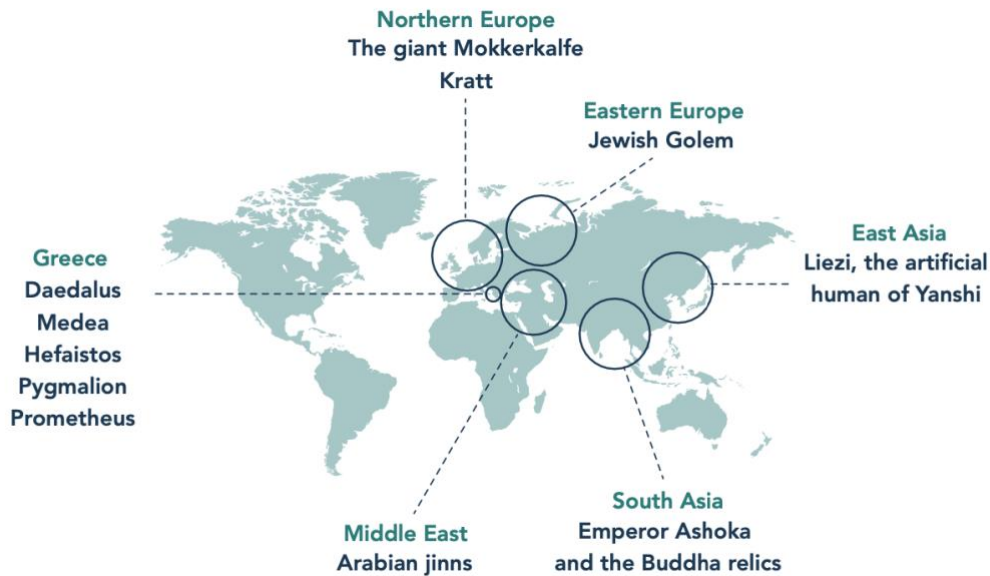 Northern Europe
The giant Mokkerkalfe
Kratt
Eastern Europe
Jewish Golem
East Asia
Liezi, the artificial
human of Yanshi
Greece
Daedalus
Medea
Hefaistos
Pygmalion
Prometheus
South Asia
Emperor Ashoka
and the Buddha relics
Middle East
Arabian jinns